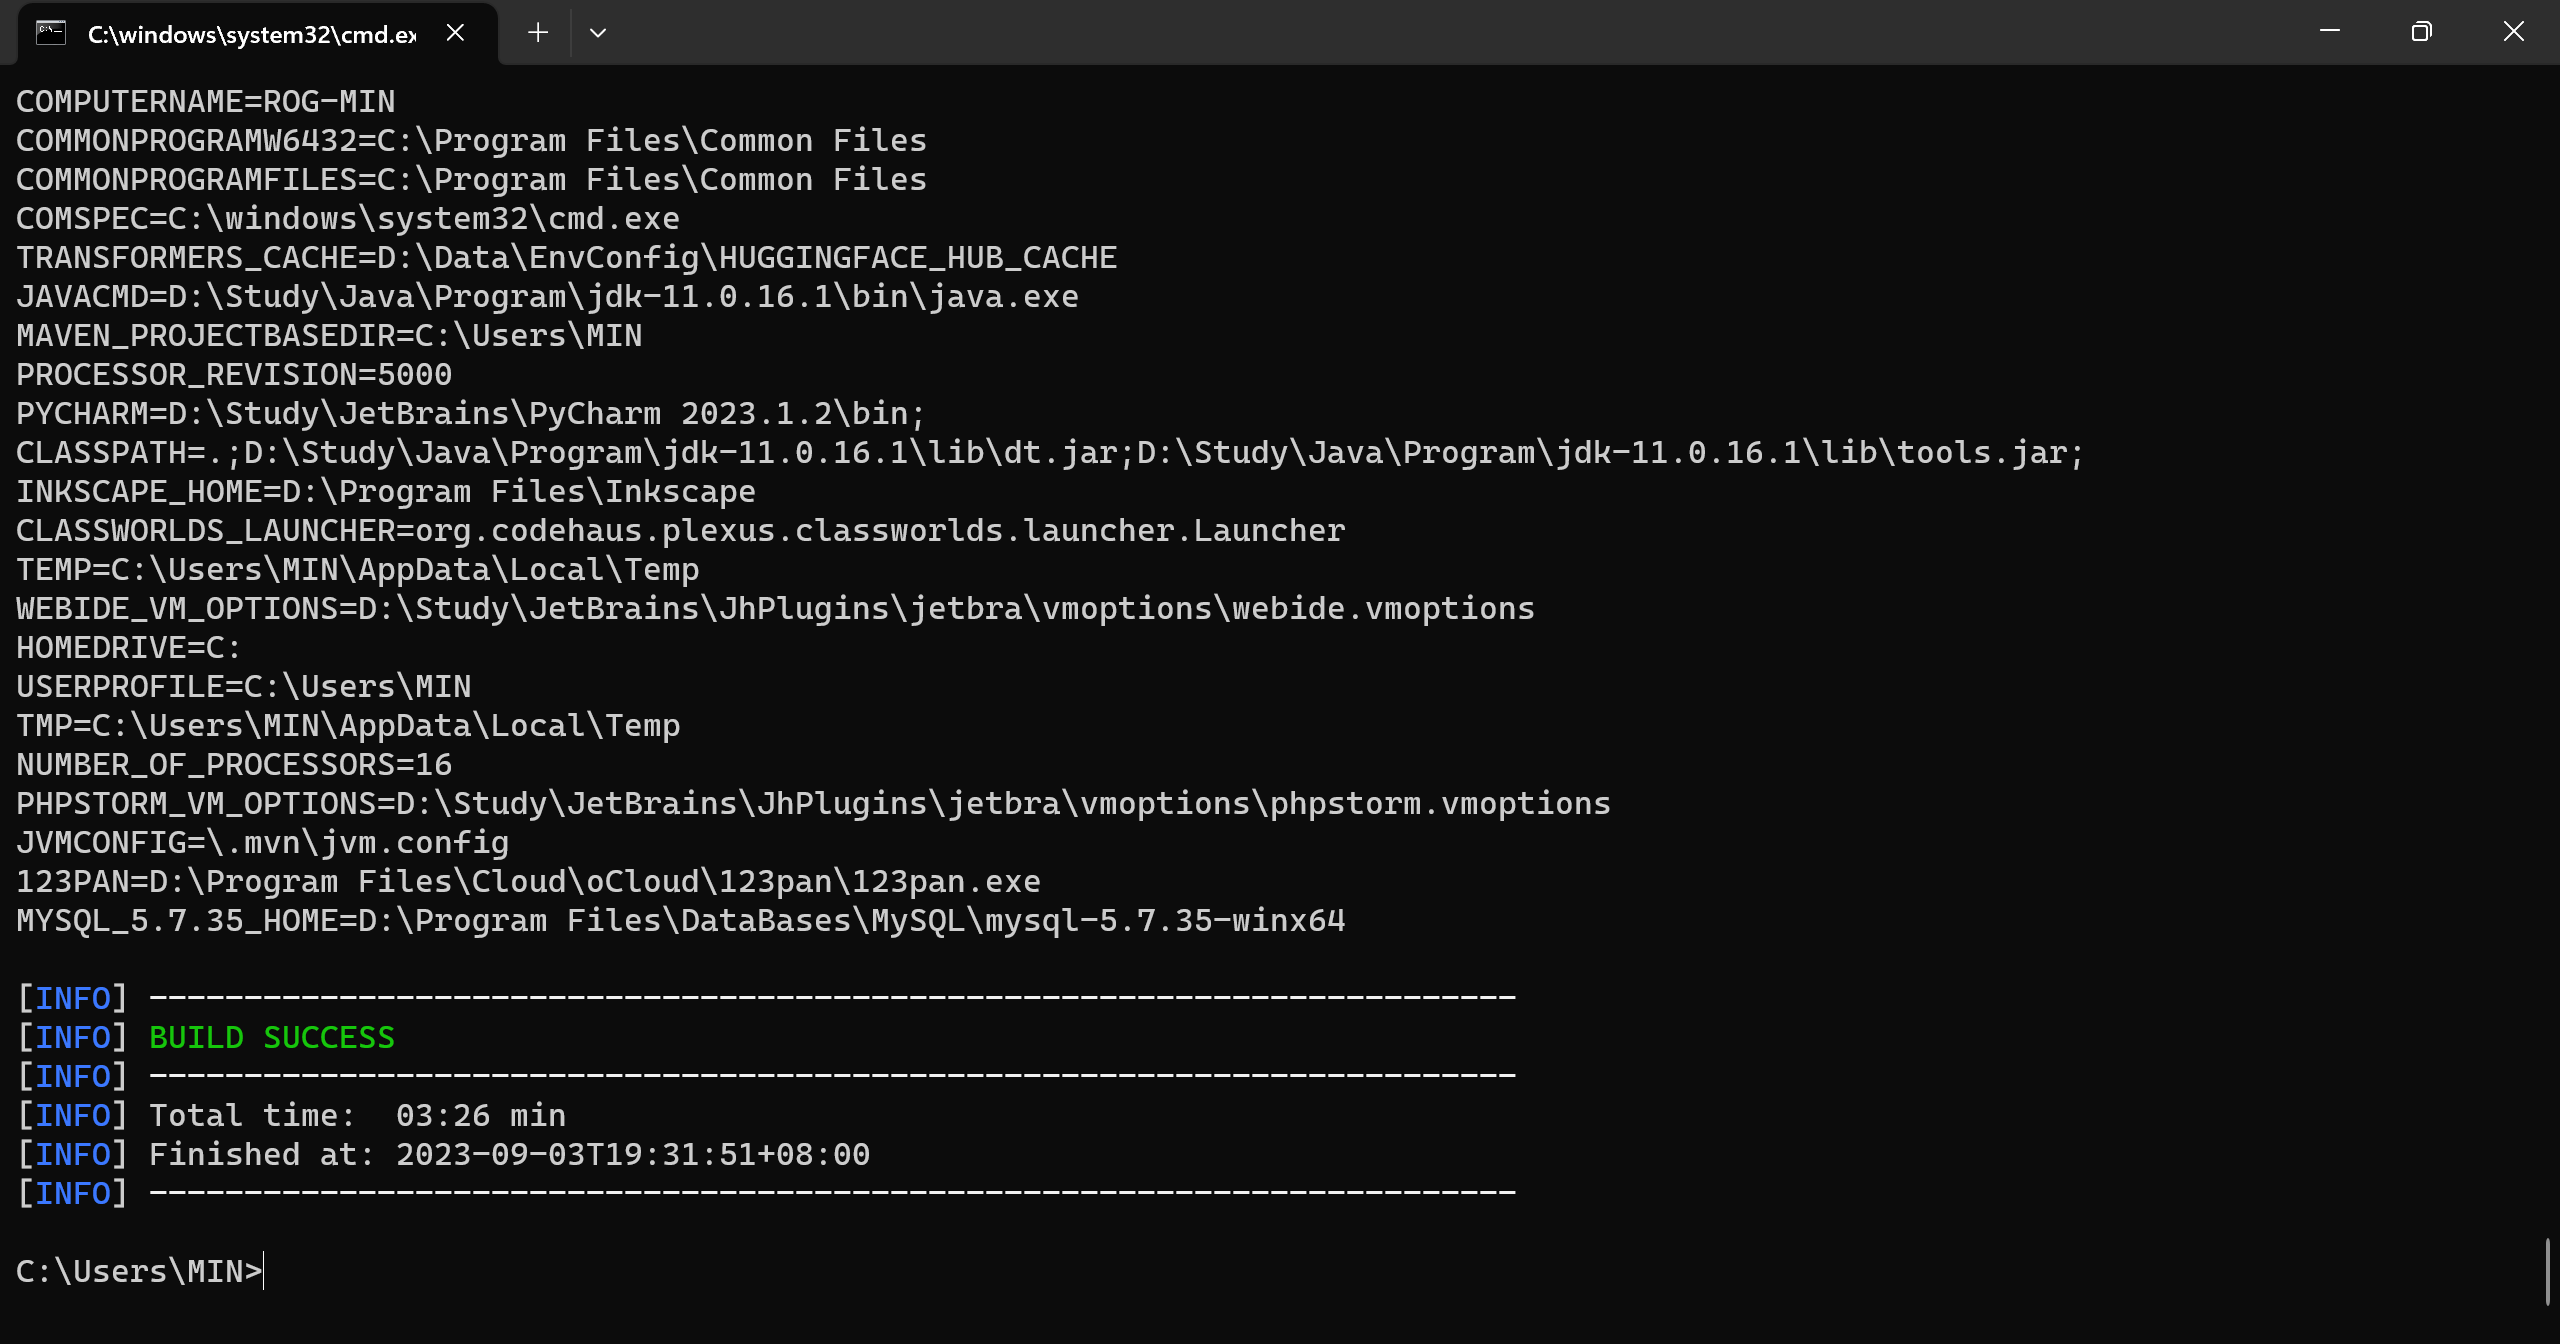 C:\windows\system32\cmd.ex
COMPUTERNAME=ROG-MIN
COMMONPROGRAMW6432=C:\Program Files\Common Files
COMMONPROGRAMFILES=C:\Program Files\Common Files
COMSPEC=C:\windows\system32\cmd.exe
TRANSFORMERS_CACHE=D:\Data\EnvConfig\HUGGINGFACE_HUB_CACHE
JAVACMD=D:\Study\Java\Program\jdk-11.0.16.1\bin\java.exe
MAVEN_PROJECTBASEDIR=C:\Users\MIN
PROCESSOR_REVISION=5000
PYCHARM=D:\Study\JetBrains\PyCharm 2023.1.2\bin;
CLASSPATH=.;D:\Study\Java\Program\jdk-11.0.16.1\lib\dt.jar;D:\Study\Java\Program\jdk-11.0.16.1\lib\tools.jar;
INKSCAPE_HOME=D:\Program Files\Inkscape
CLASSWORLDS_LAUNCHER=org.codehaus.plexus.classworlds.launcher.Launcher
TEMP=C:\Users\MIN\AppData\Local\Temp
WEBIDE_VM_OPTIONS=D:\Study\JetBrains\JhPlugins\jetbra\vmoptions\webide.vmoptions
HOMEDRIVE=C:
USERPROFILE=C:\Users\MIN
TMP=C:\Users\MIN\AppData\Local\Temp
NUMBER_OF_PROCESSORS=16
PHPSTORM_VM_OPTIONS=D:\Study\JetBrains\JhPlugins\jetbra\vmoptions\phpstorm.vmoptions
JVMCONFIG=\.mvn\jvm.config
123PAN=D:\Program Files\Cloud\oCloud\123pan\123pan.exe
MYSQL_5.7.35_HOME=D:\Program Files\DataBases\MySQL\mysql-5.7.35-winx64
[INFO] ------------------------------------------------------------------------
[INFO] BUILD SUCCESS
[INFO] ------------------------------------------------------------------------
[INFO] Total time:  03:26 min
[INFO] Finished at: 2023-09-03T19:31:51+08:00
[INFO] ------------------------------------------------------------------------
C:\Users\MIN>